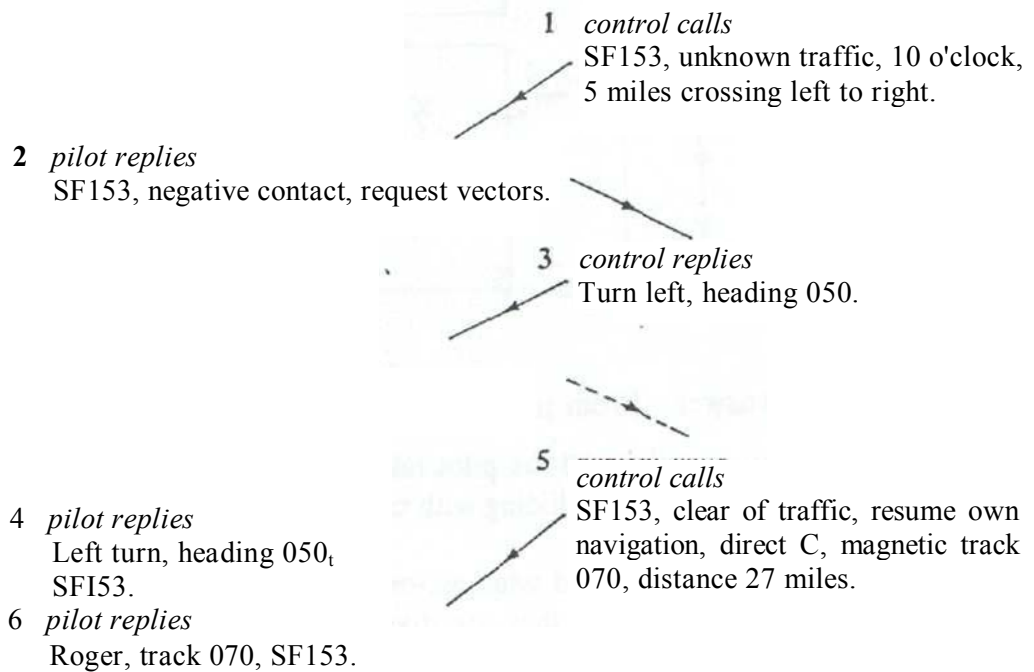 1 control calls
SF153, unknown traffic, 10 o'clock,
5 miles crossing left to right.
2 pilot replies
SF153, negative contact, request vectors.
3 control replies
Turn left, heading 050.
4 pilot replies
Left turn, heading 050t
SFI53.
5 control calls
SF153, clear of traffic, resume own
navigation, direct C, magnetic track
070, distance 27 miles.
6 pilot replies
Roger, track 070, SF153.